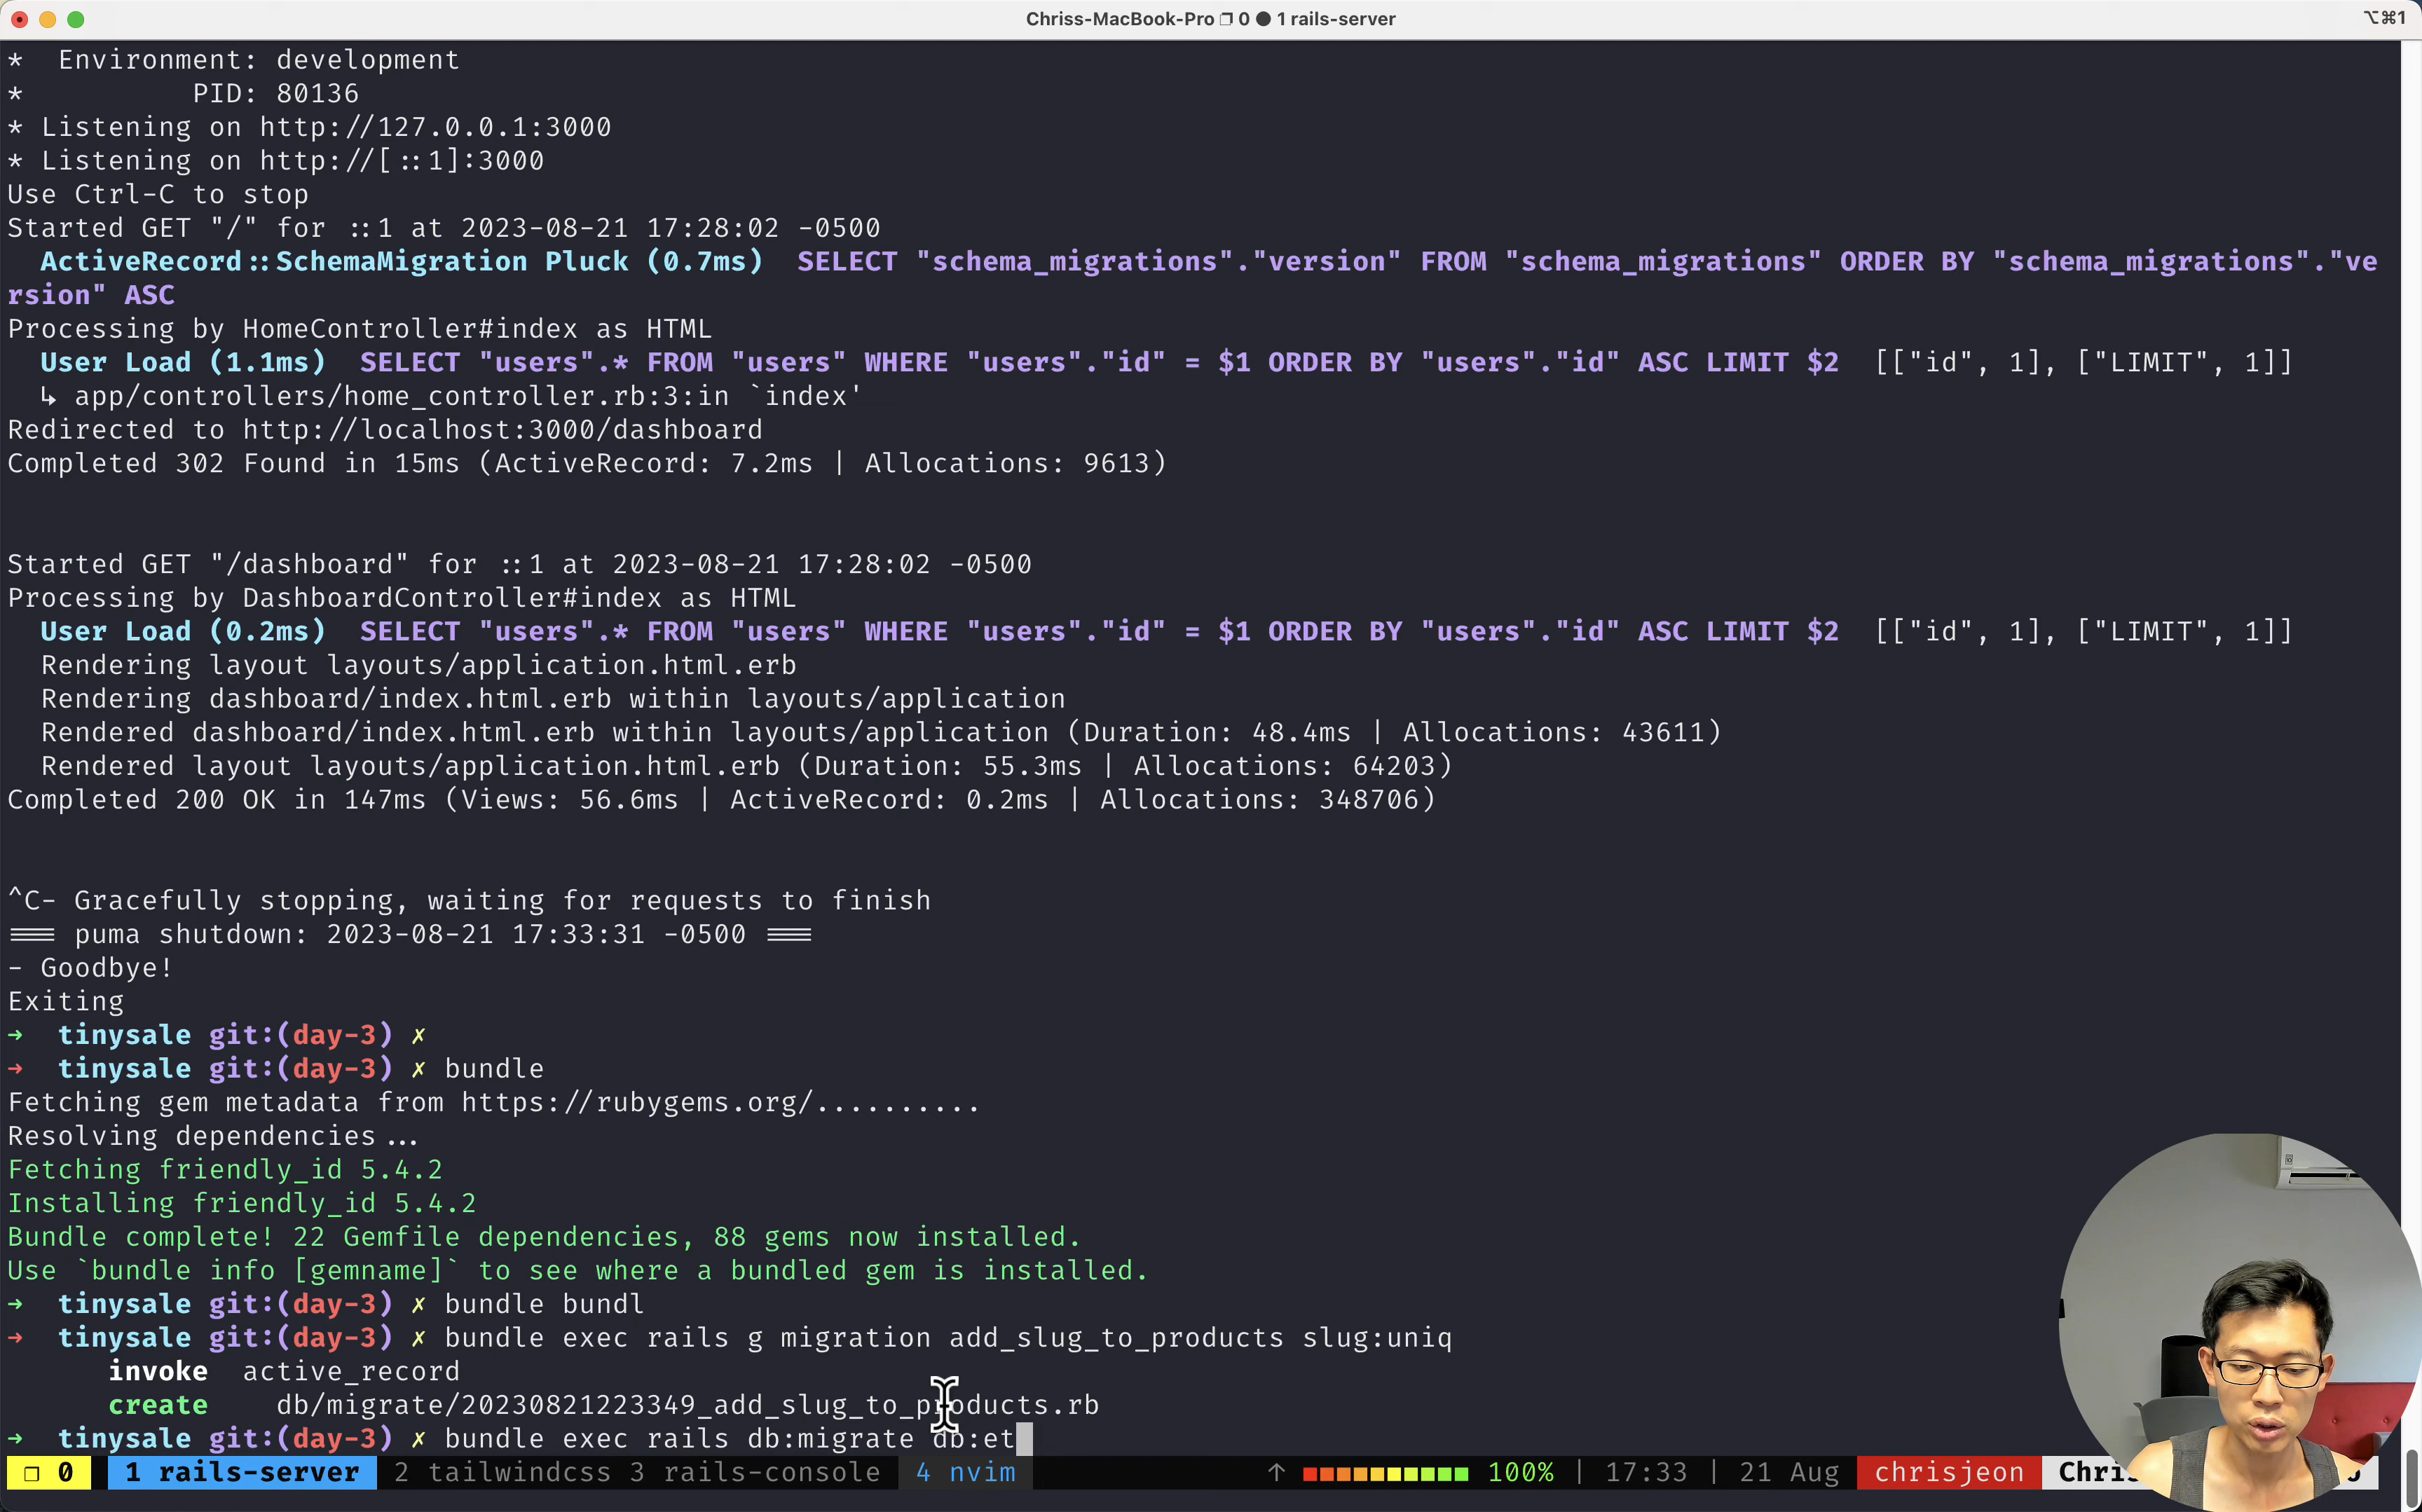 Chriss-MacBook-Pro ❐ 0 ● 1 rails-server
⌥⌘1
*  Environment: development
*          PID: 80136
* Listening on http://127.0.0.1:3000
* Listening on http://[::1]:3000
Use Ctrl-C to stop
Started GET "/" for ::1 at 2023-08-21 17:28:02 -0500
  ActiveRecord::SchemaMigration Pluck (0.7ms)  SELECT "schema_migrations"."version" FROM "schema_migrations" ORDER BY "schema_migrations"."ve
rsion" ASC
Processing by HomeController#index as HTML
  User Load (1.1ms)  SELECT "users".* FROM "users" WHERE "users"."id" = $1 ORDER BY "users"."id" ASC LIMIT $2  [["id", 1], ["LIMIT", 1]]
  ↳ app/controllers/home_controller.rb:3:in `index'
Redirected to http://localhost:3000/dashboard
Completed 302 Found in 15ms (ActiveRecord: 7.2ms | Allocations: 9613)
Started GET "/dashboard" for ::1 at 2023-08-21 17:28:02 -0500
Processing by DashboardController#index as HTML
  User Load (0.2ms)  SELECT "users".* FROM "users" WHERE "users"."id" = $1 ORDER BY "users"."id" ASC LIMIT $2  [["id", 1], ["LIMIT", 1]]
  Rendering layout layouts/application.html.erb
  Rendering dashboard/index.html.erb within layouts/application
  Rendered dashboard/index.html.erb within layouts/application (Duration: 48.4ms | Allocations: 43611)
  Rendered layout layouts/application.html.erb (Duration: 55.3ms | Allocations: 64203)
Completed 200 OK in 147ms (Views: 56.6ms | ActiveRecord: 0.2ms | Allocations: 348706)
^C- Gracefully stopping, waiting for requests to finish
=== puma shutdown: 2023-08-21 17:33:31 -0500 ===
- Goodbye!
Exiting
➜  tinysale git:(day-3) ✗
➜  tinysale git:(day-3) ✗ bundle
Fetching gem metadata from https://rubygems.org/..........
Resolving dependencies...
Fetching friendly_id 5.4.2
Installing friendly_id 5.4.2
Bundle complete! 22 Gemfile dependencies, 88 gems now installed.
Use `bundle info [gemname]` to see where a bundled gem is installed.
➜  tinysale git:(day-3) ✗ bundle bundl
➜  tinysale git:(day-3) ✗ bundle exec rails g migration add_slug_to_products slug:uniq
      invoke  active_record
      create    db/migrate/20230821223349_add_slug_to_products.rb
➜  tinysale git:(day-3) ✗ bundle exec rails db:migrate db:et
❐ 0  1 rails-server  2 tailwindcss  3 rails-console  4 nvim  ↑ 100% | 17:33 | 21 Aug  chrisjeon